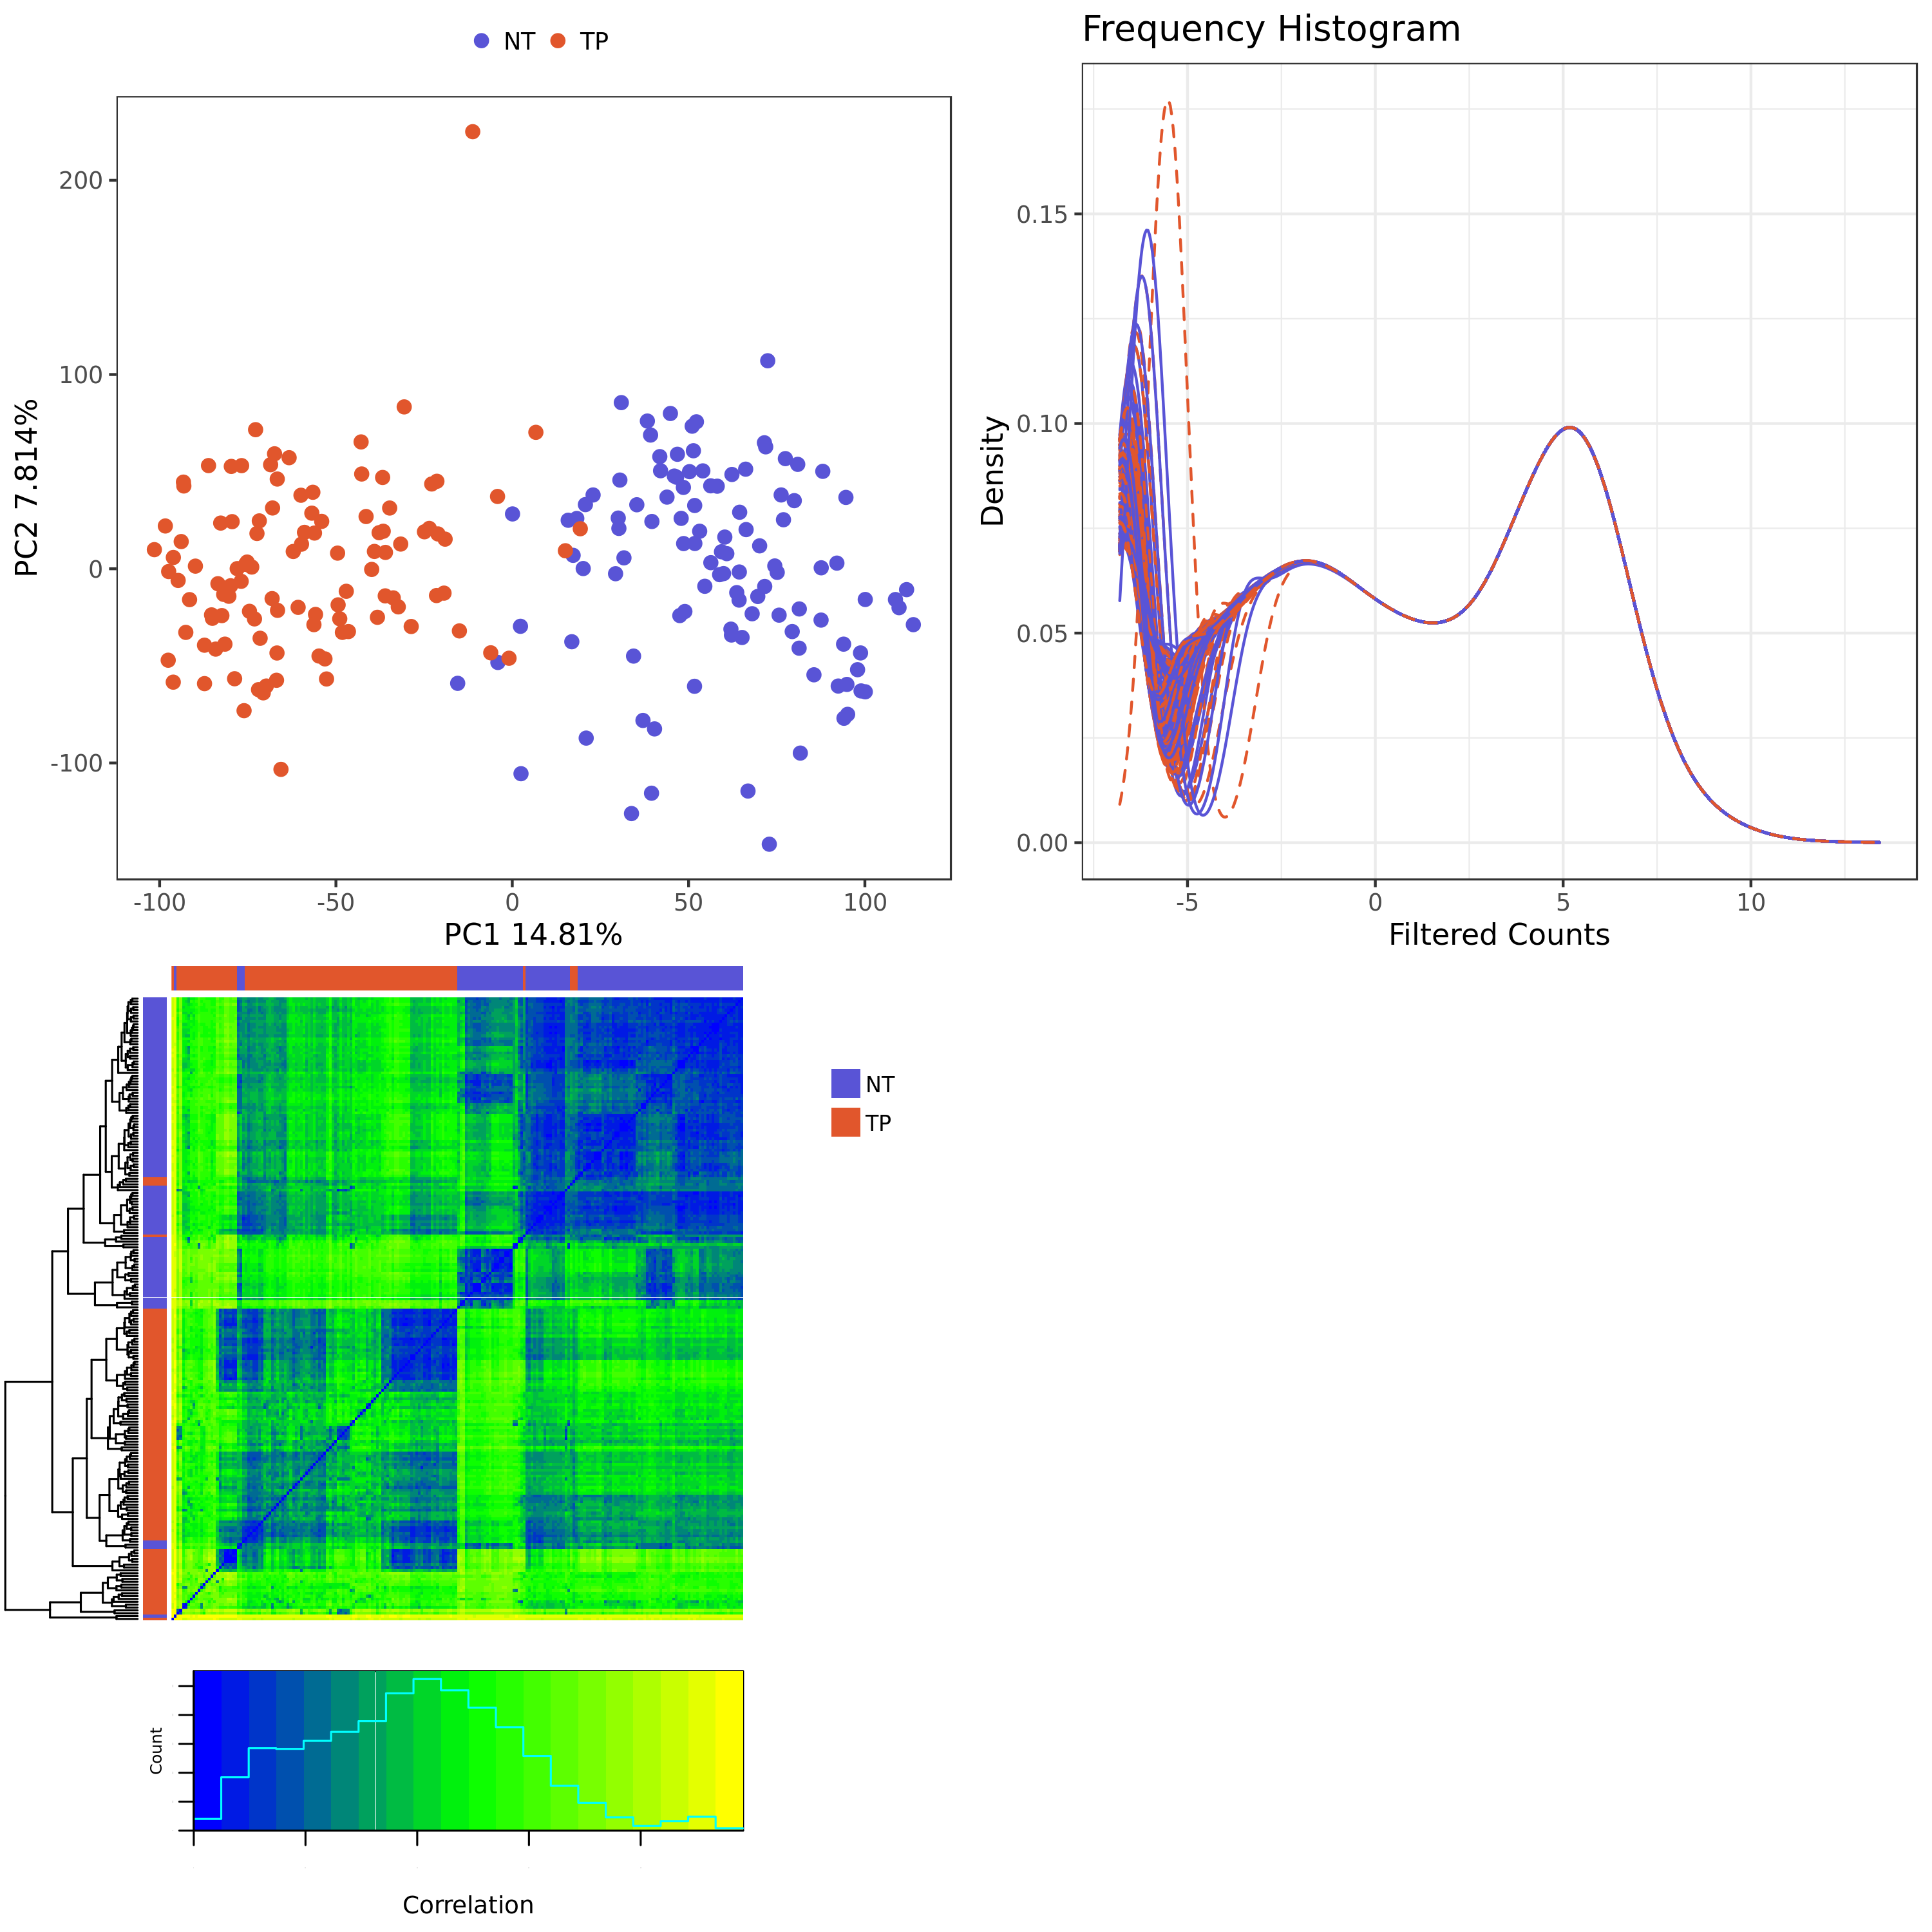 NT TP
PC2 7.814%
200
100
0
-100
-100 -50 0 50 100
PC1 14.81%
Frequency Histogram
Density
0.15
0.10
0.05
0.00
-5 0 5 10
Filtered Counts
NT
TP
Count
Correlation